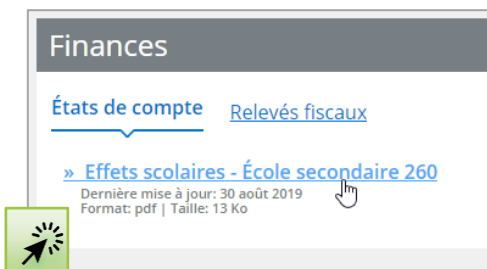 Finances
États de compte Relevés fiscaux
» Effets scolaires - École secondaire 260
Dernière mise à jour: 30 août 2019
Format: pdf | Taille: 13 Ko